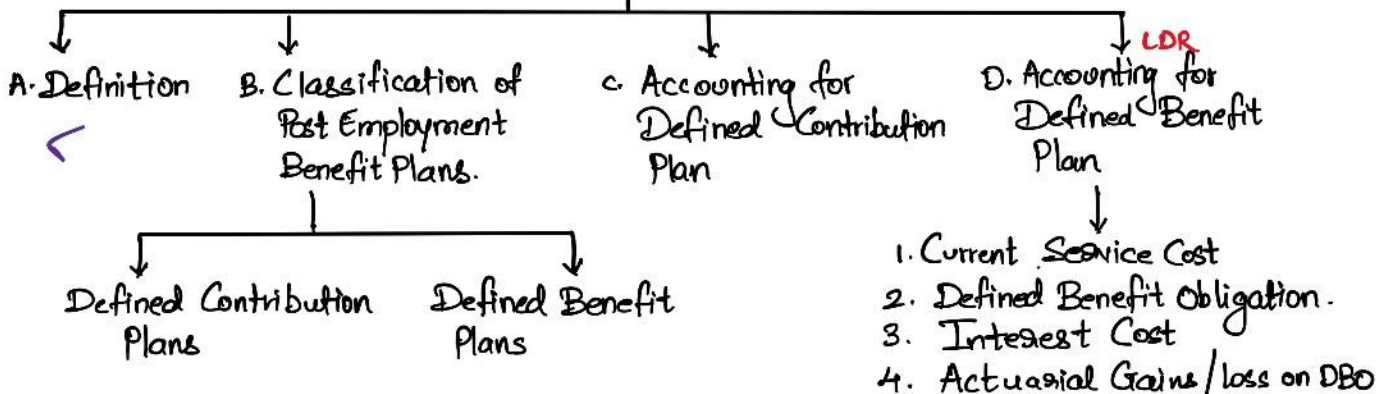 A. Definition
B. Classification of
Post Employment
Benefit Plans.
Defined Contribution
Plans
Defined Benefit
Plans
C. Accounting for
Defined Contribution
Plan
LDR
D. Accounting for
Defined Benefit
Plan
1. Current Service Cost
2. Defined Benefit Obligation.
3. Interest Cost
4. Actuarial Gains/loss on DBO